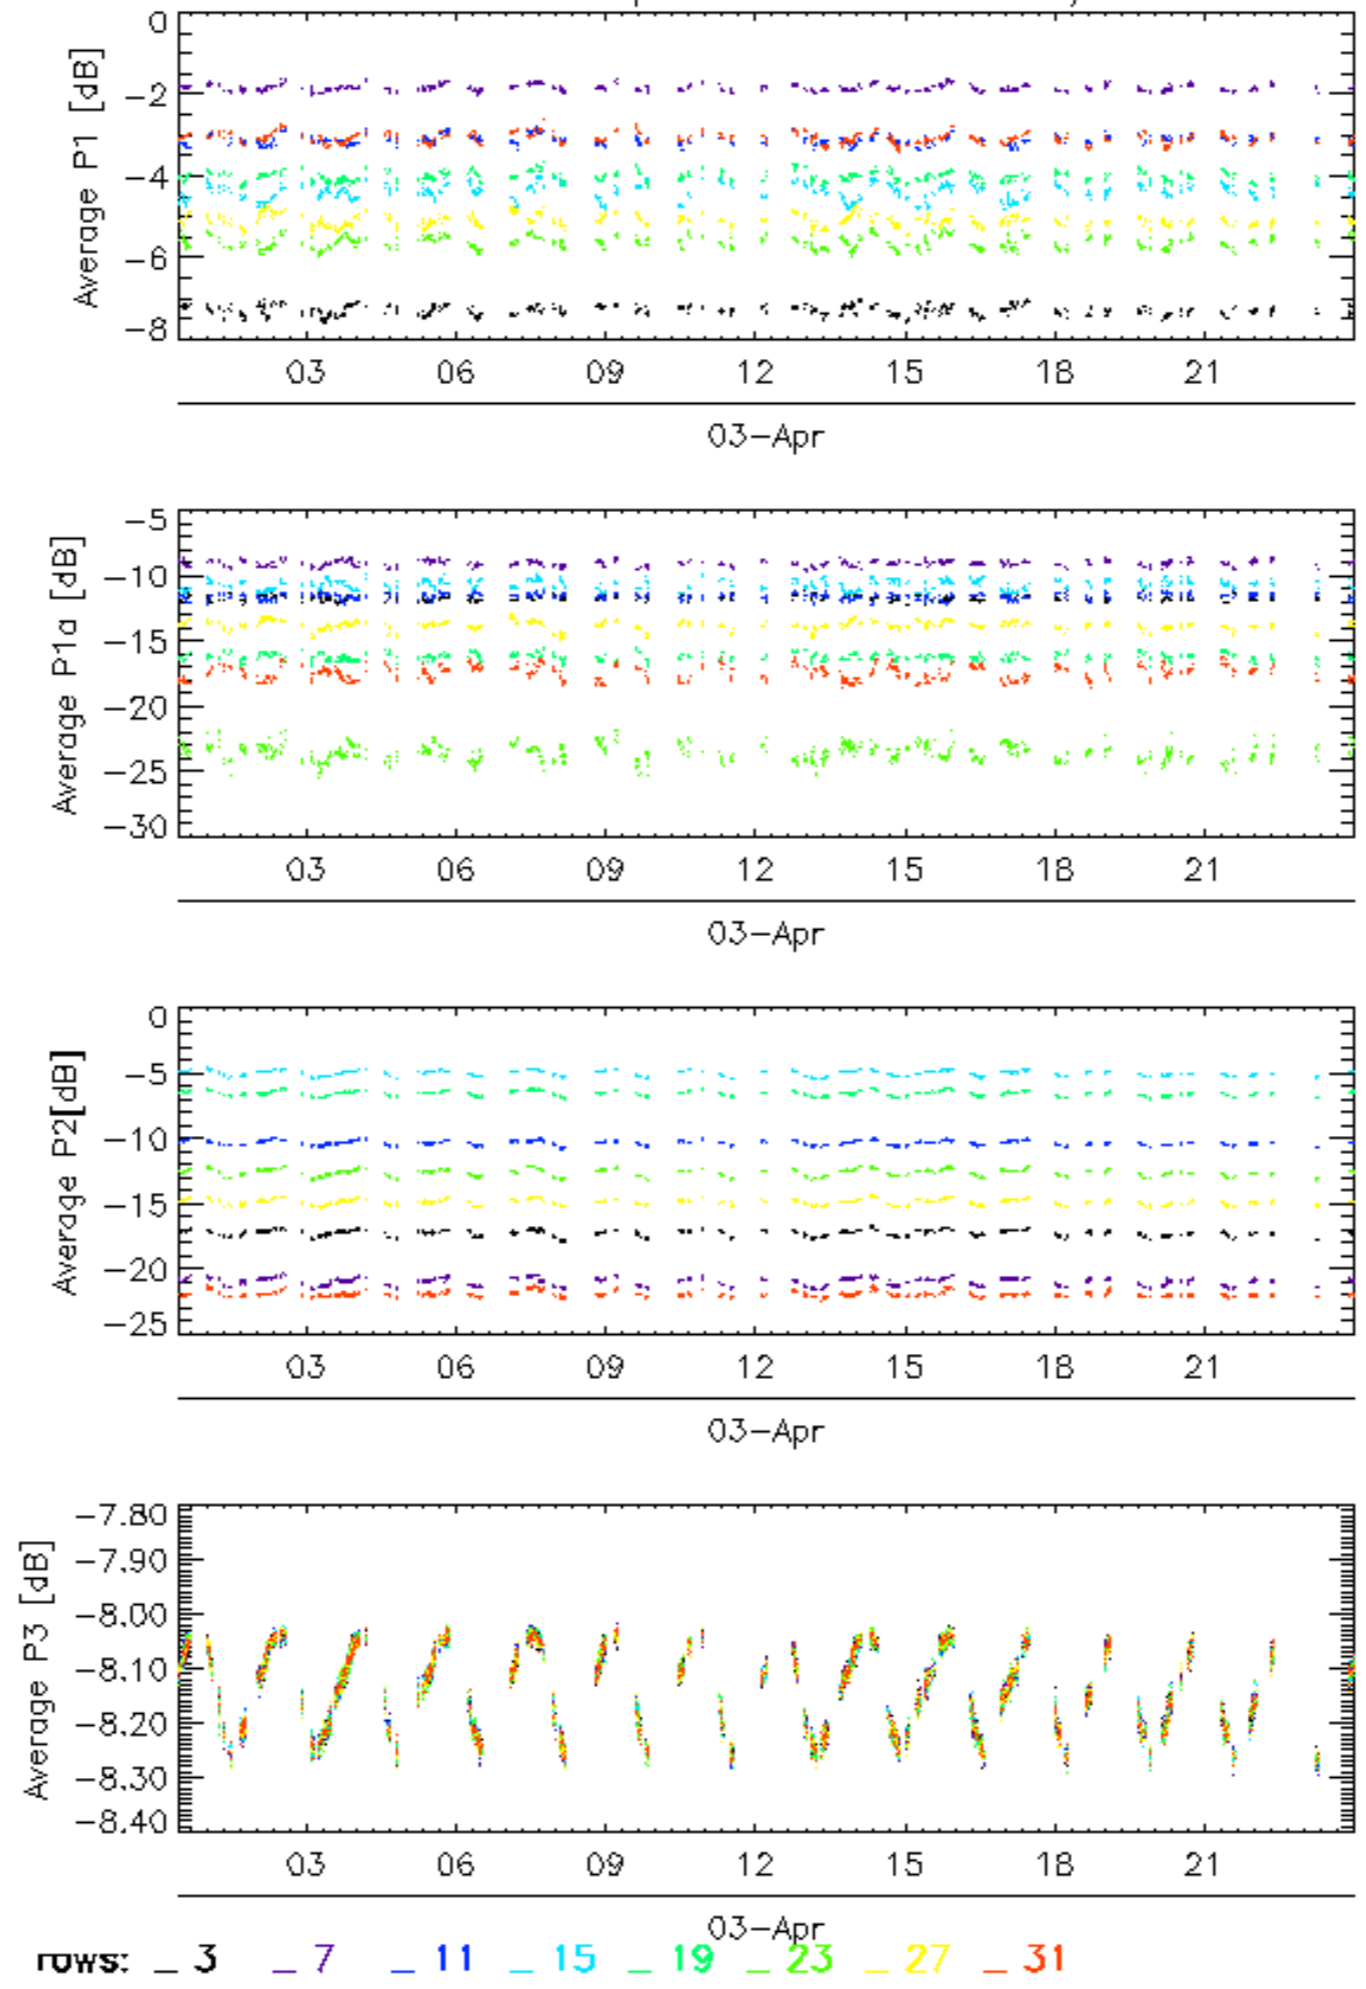 0
−2
−4
−6
−8
Average P1 [dB]
03 06 09 12 15 18 21
03−Apr
−5
−10
−15
−20
−25
−30
Average P1a [dB]
03 06 09 12 15 18 21
03−Apr
0
−5
−10
−15
−20
−25
Average P2[dB]
03 06 09 12 15 18 21
03−Apr
−7.80
−7.90
−8.00
−8.10
−8.20
−8.30
−8.40
Average P3 [dB]
03 06 09 12 15 18 21
03−Apr
rows: _ 3 _ 7 _ 11 _ 15 _ 19 _ 23 _ 27 _ 31